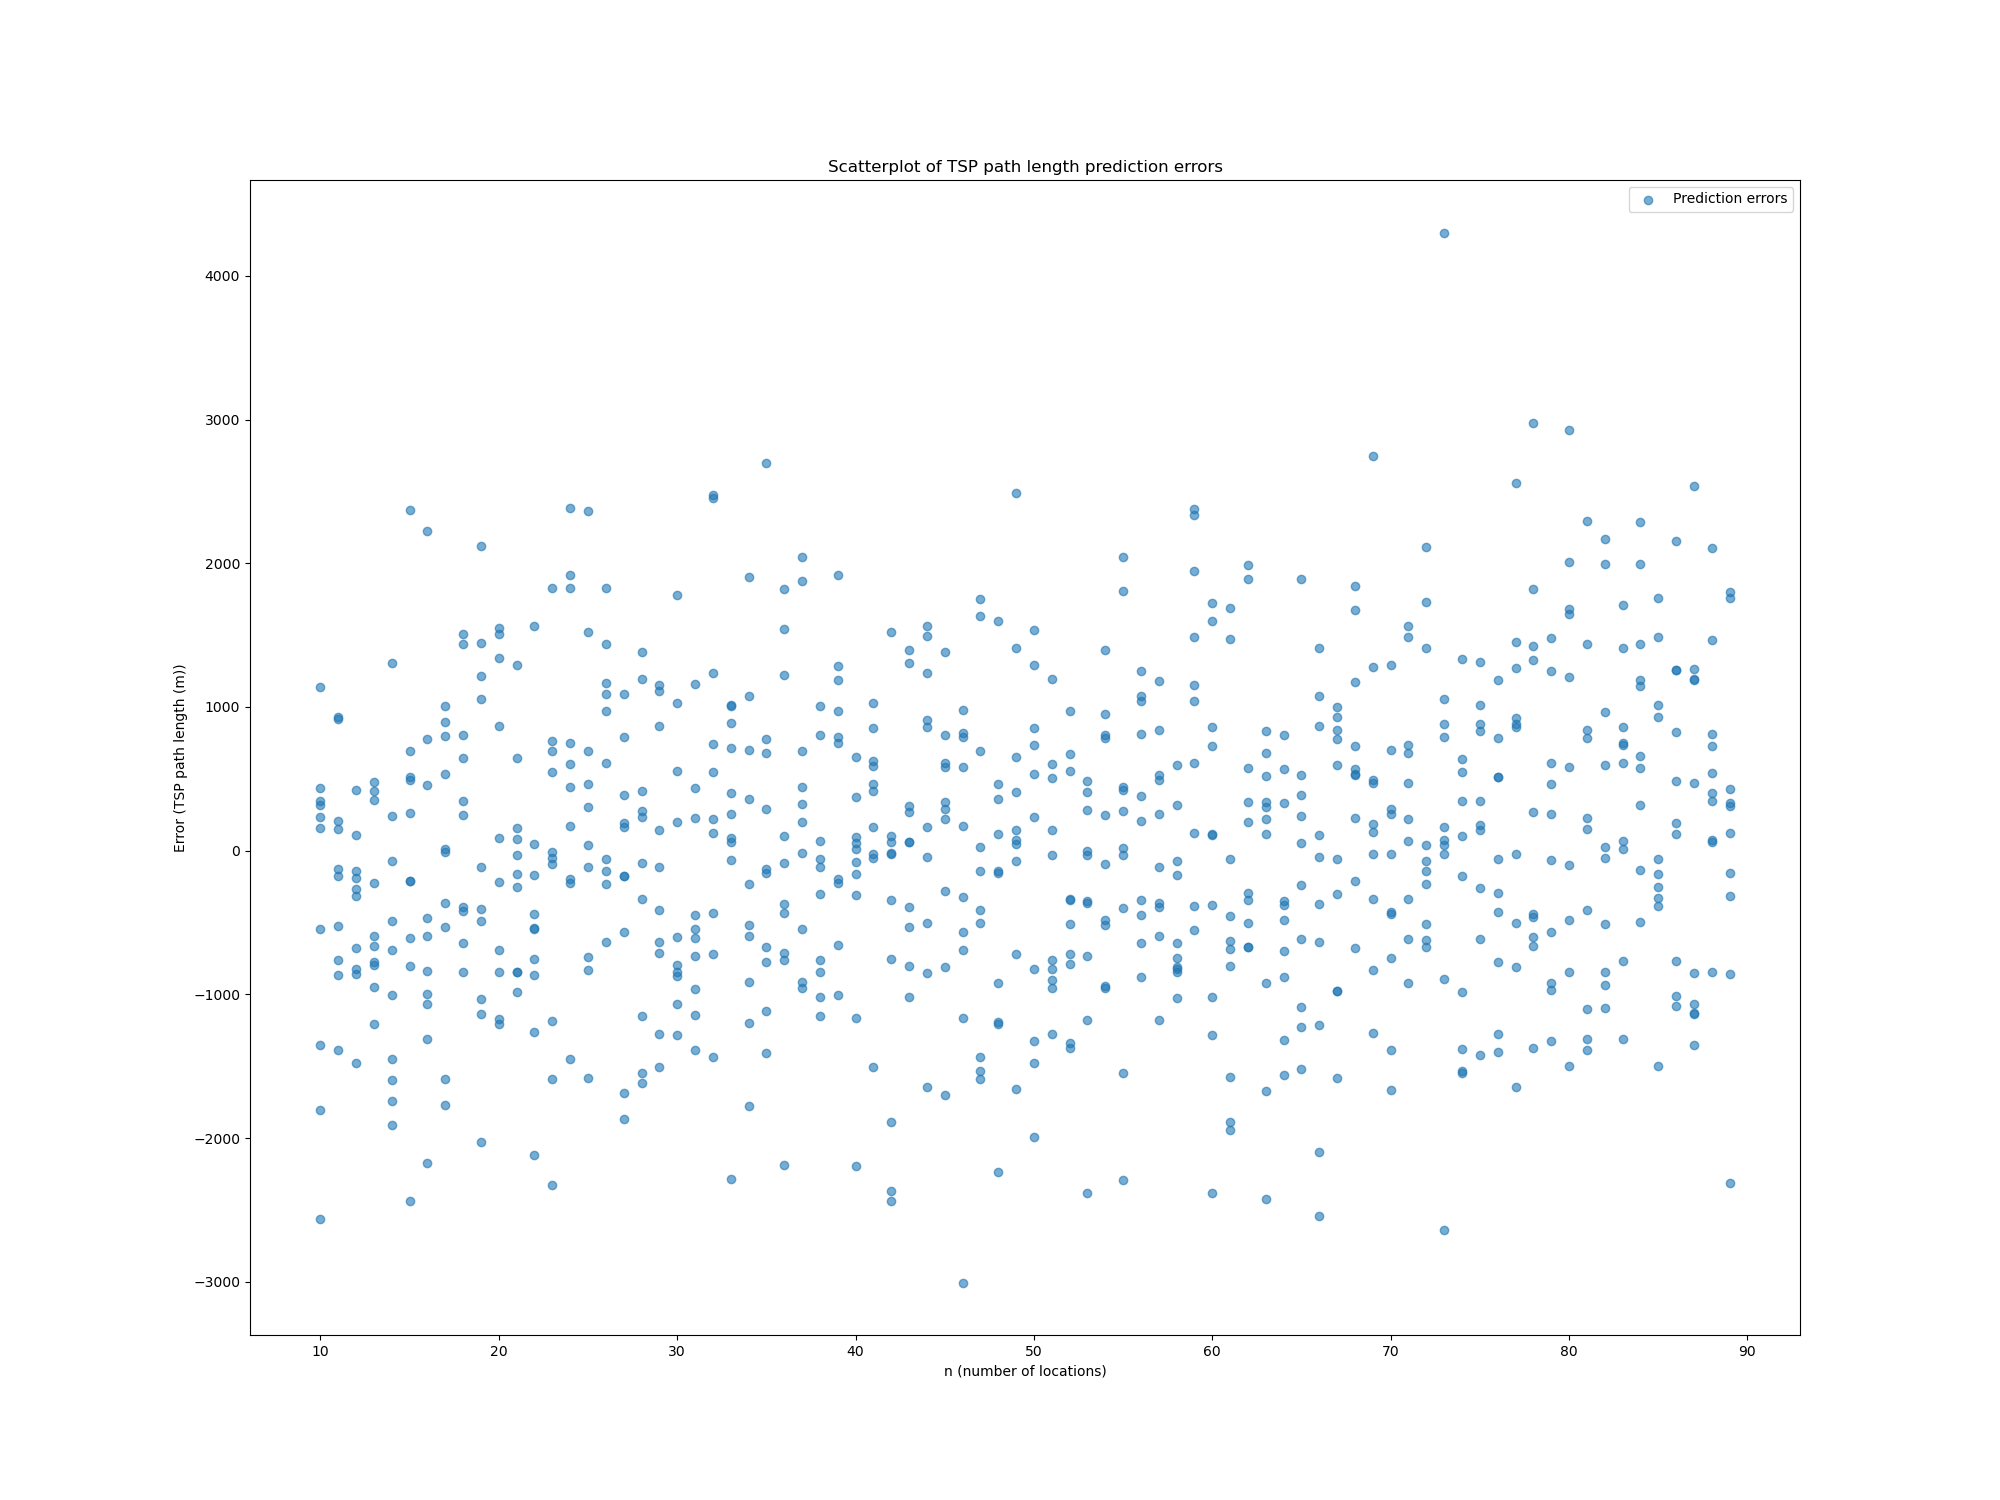 Scatterplot of TSP path length prediction errors
Prediction errors
4000
3000
2000
1000
0
−1000
−2000
−3000
Error (TSP path length (m))
10 20 30 40 50 60 70 80 90
n (number of locations)